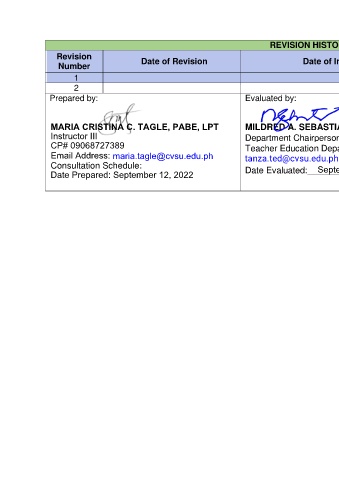 REVISION HISTO
Revision Number
Date of Revision
Date of I
1
2
Prepared by:
MARIA CRISTINA C. TAGLE, PABE, LPT
Instructor III
CP# 09068727389
Email Address: maria.tagle@cvsu.edu.ph
Consultation Schedule:
Date Prepared: September 12, 2022
Evaluated by:
MILDRED A. SEBASTI
Department Chairperson
Teacher Education Depa
tanza.ted@cvsu.edu.ph
Date Evaluated: Septe